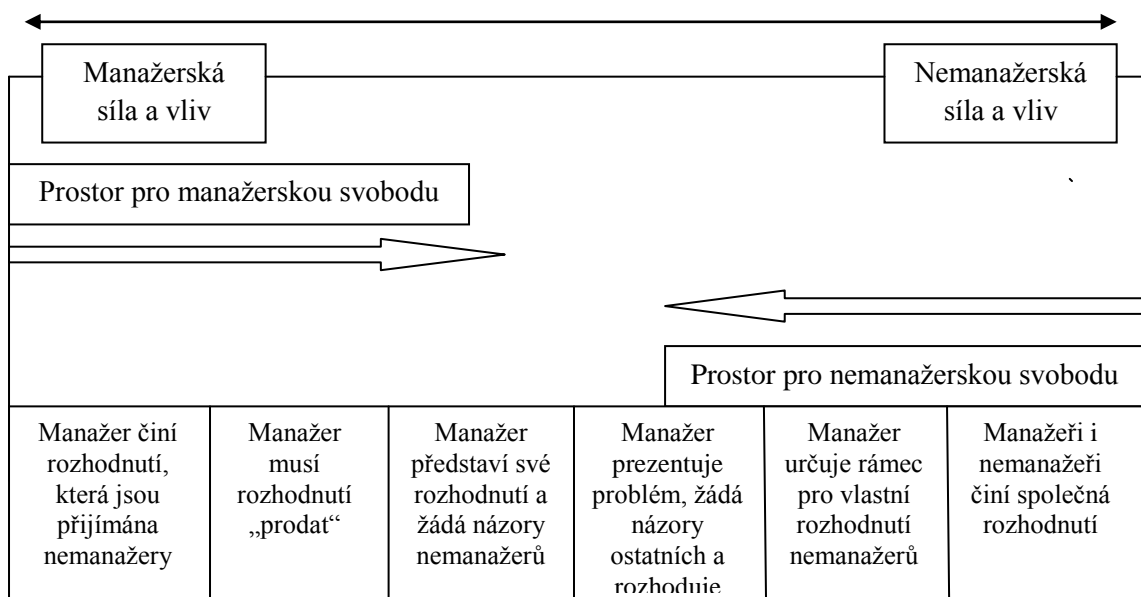 Manažerská
síla a vliv
Nemanažerská
síla a vliv
Prostor pro manažerskou svobodu
Prostor pro nemanažerskou svobodu
Manažer činí
rozhodnutí,
která jsou
přijímána
nemanažery
Manažer
musí
rozhodnutí
„prodat“
Manažer
představí své
rozhodnutí a
žádá názory
nemanažerů
Manažer
prezentuje
problém, žádá
názory
ostatních a
rozhoduje
Manažer
určuje rámec
pro vlastní
rozhodnutí
nemanažerů
Manažeři i
nemanažeři
činí společná
rozhodnutí